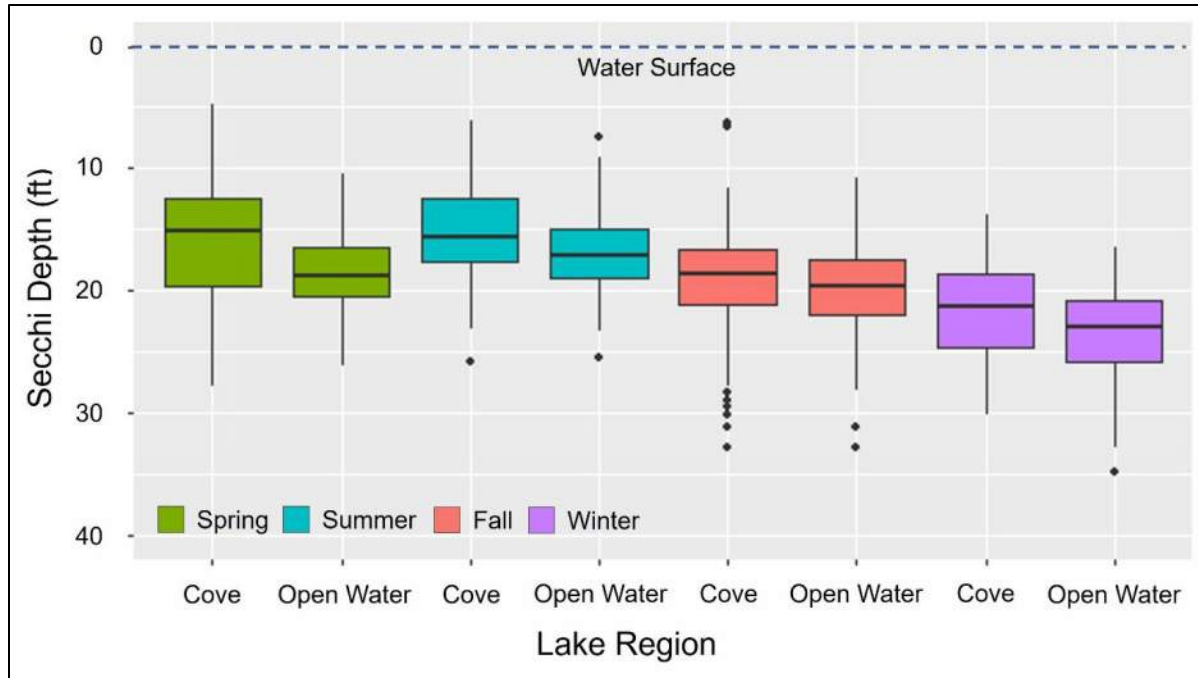 0
Water Surface
10
20
30
40
Secchi Depth (ft)
Spring Summer Fall Winter
Cove Open Water Cove Open Water Cove Open Water Cove Open Water
Lake Region